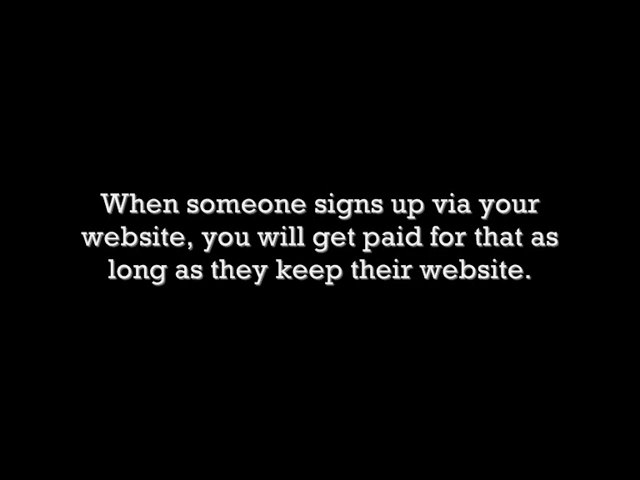 When someone signs up via your
website, you will get paid for that as
long as they keep their website.